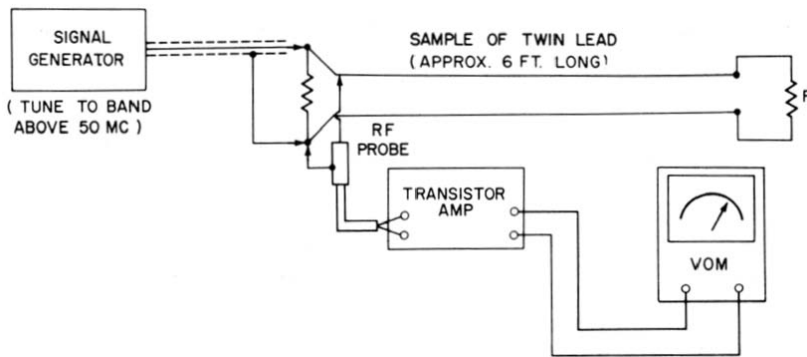 SIGNAL
GENERATOR
( TUNE TO BAND
ABOVE 50 MC )
SAMPLE OF TWIN LEAD
( APPROX. 6 FT. LONG )
RF
PROBE
TRANSISTOR
AMP
VOM